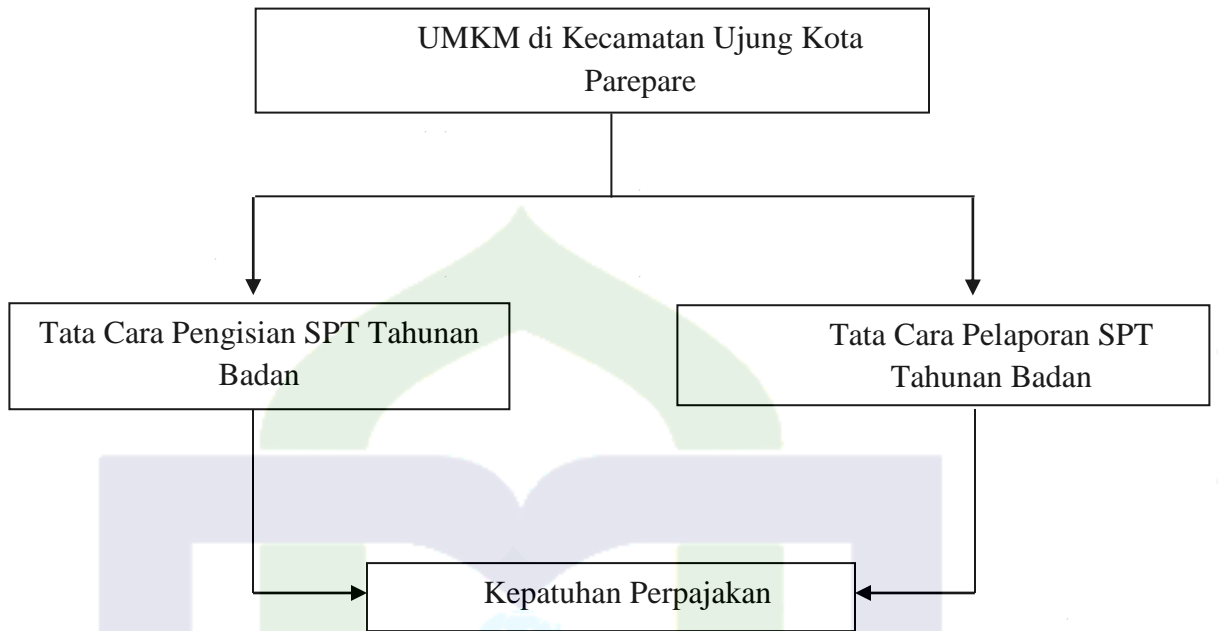 UMKM di Kecamatan Ujung Kota
Parepare
Tata Cara Pengisian SPT Tahunan
Badan
Tata Cara Pelaporan SPT
Tahunan Badan
Kepatuhan Perpajakan